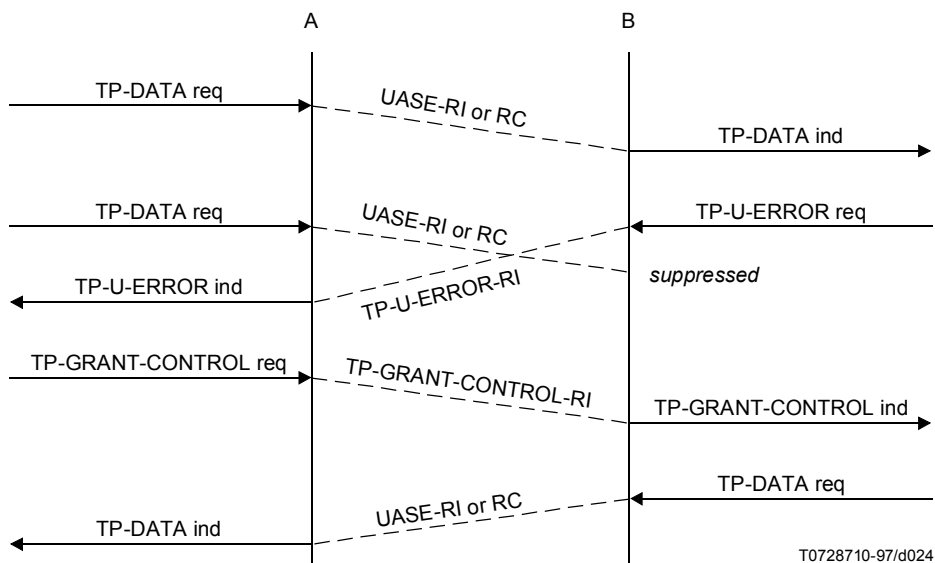 A B
TP-DATA req
UASE-RI or RC
TP-DATA ind
TP-DATA req
UASE-RI or RC
TP-U-ERROR req
suppressed
TP-U-ERROR ind
TP-U-ERROR-RI
TP-GRANT-CONTROL req
TP-GRANT-CONTROL-RI
TP-GRANT-CONTROL ind
TP-DATA req
UASE-RI or RC
TP-DATA ind
T0728710-97/d024